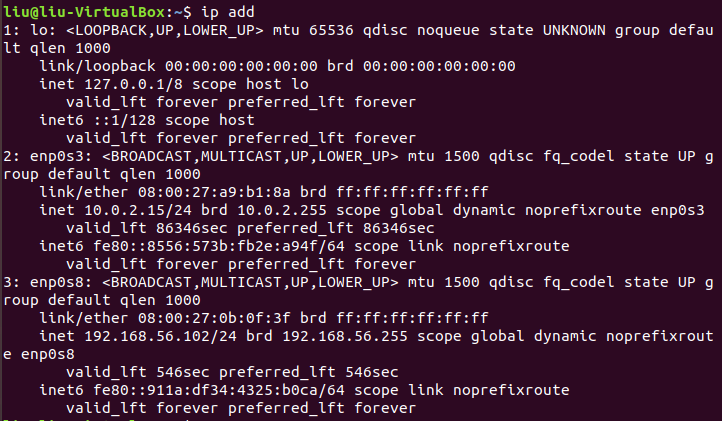 liu@liu-VirtualBox:~$ ip add
1: lo: <LOOPBACK,UP,LOWER_UP> mtu 65536 qdisc noqueue state UNKNOWN group defau
lt qlen 1000
    link/loopback 00:00:00:00:00:00 brd 00:00:00:00:00:00
    inet 127.0.0.1/8 scope host lo
       valid_lft forever preferred_lft forever
    inet6 ::1/128 scope host
       valid_lft forever preferred_lft forever
2: enp0s3: <BROADCAST,MULTICAST,UP,LOWER_UP> mtu 1500 qdisc fq_codel state UP g
roup default qlen 1000
    link/ether 08:00:27:a9:b1:8a brd ff:ff:ff:ff:ff:ff
    inet 10.0.2.15/24 brd 10.0.2.255 scope global dynamic noprefixroute enp0s3
       valid_lft 86346sec preferred_lft 86346sec
    inet6 fe80::8556:573b:fb2e:a94f/64 scope link noprefixroute
       valid_lft forever preferred_lft forever
3: enp0s8: <BROADCAST,MULTICAST,UP,LOWER_UP> mtu 1500 qdisc fq_codel state UP g
roup default qlen 1000
    link/ether 08:00:27:0b:0f:3f brd ff:ff:ff:ff:ff:ff
    inet 192.168.56.102/24 brd 192.168.56.255 scope global dynamic noprefixrout
e enp0s8
       valid_lft 546sec preferred_lft 546sec
    inet6 fe80::911a:df34:4325:b0ca/64 scope link noprefixroute
       valid_lft forever preferred_lft forever